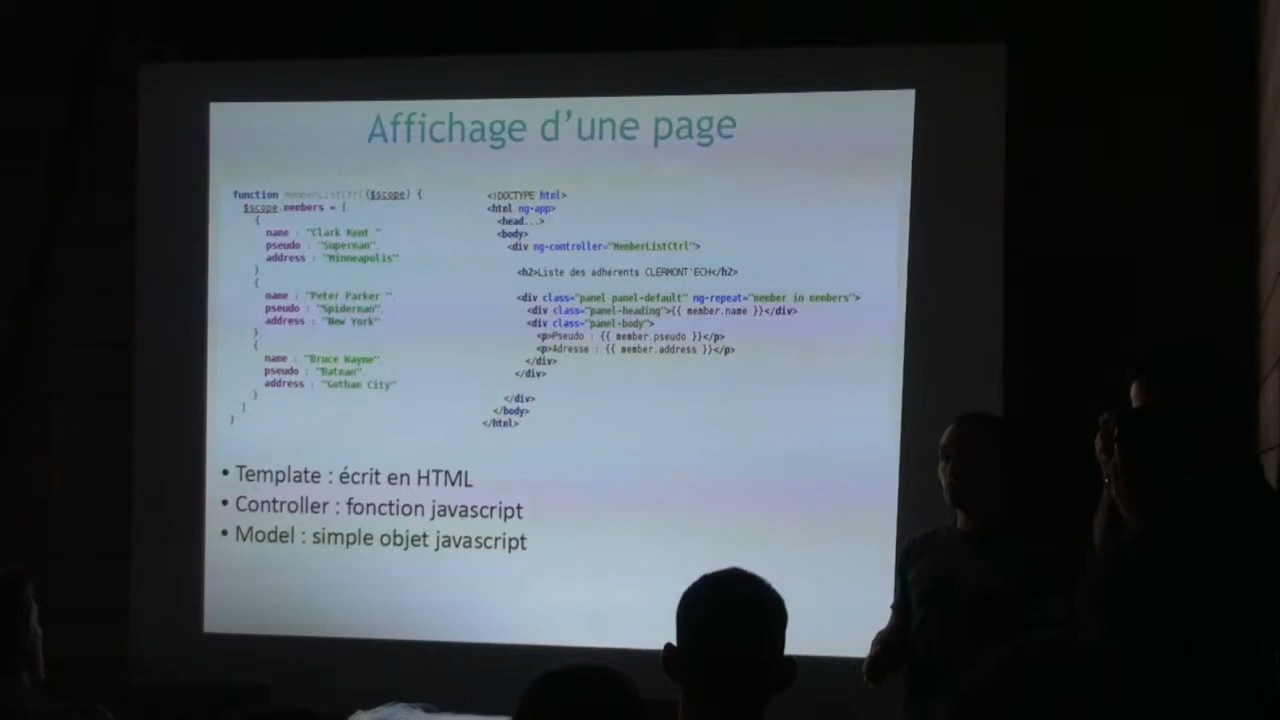 Affichage d'une page
function memberListCtrl($scope) {
$scope.members = [
{
name : "Clark Kent ",
pseudo : "Superman",
address : "Minneapolis"
},
{
name : "Peter Parker ",
pseudo : "Spiderman",
address : "New York"
},
{
name : "Bruce Wayne",
pseudo : "Batman",
address : "Gotham City"
}
]
}
<!DOCTYPE html>
<html ng-app>
<head...>
<body>
<div ng-controller="MemberListCtrl">
<h2>Liste des adhérents CLERMONT'ECH</h2>
<div class="panel panel-default" ng-repeat="member in members">
<div class="panel-heading">{{ member.name }}</div>
<div class="panel-body">
<p>Pseudo : {{ member.pseudo }}</p>
<p>Adresse : {{ member.address }}</p>
</div>
</div>
</div>
</body>
</html>
• Template : écrit en HTML
• Controller : fonction javascript
• Model : simple objet javascript